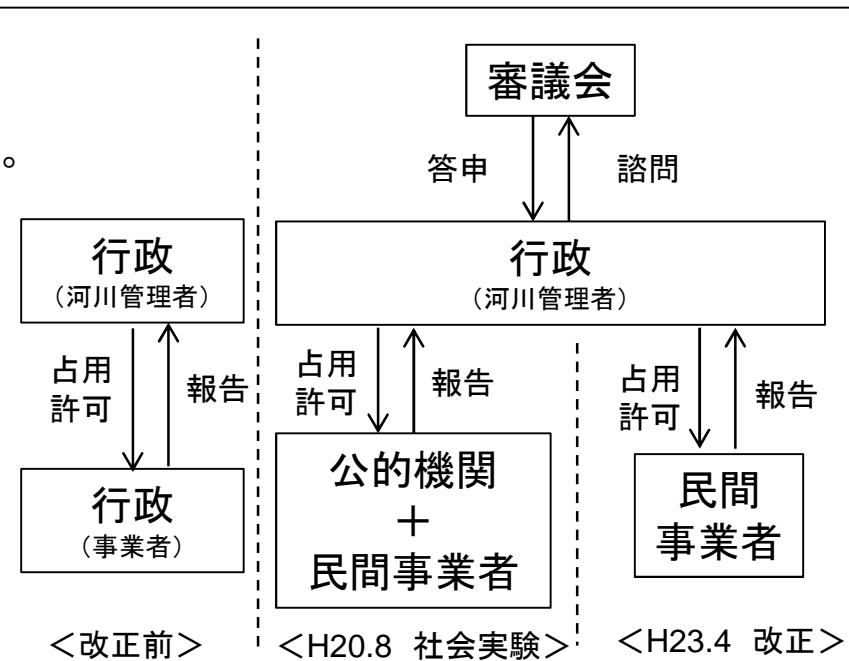 。
審議会
答申
諮問
行政
（河川管理者）
行政
（河川管理者）
占用
許可
報告
占用
許可
報告
占用
許可
報告
行政
（事業者）
公的機関
＋
民間事業者
民間
事業者
＜改正前＞
＜H20.8 社会実験＞
＜H23.4 改正＞